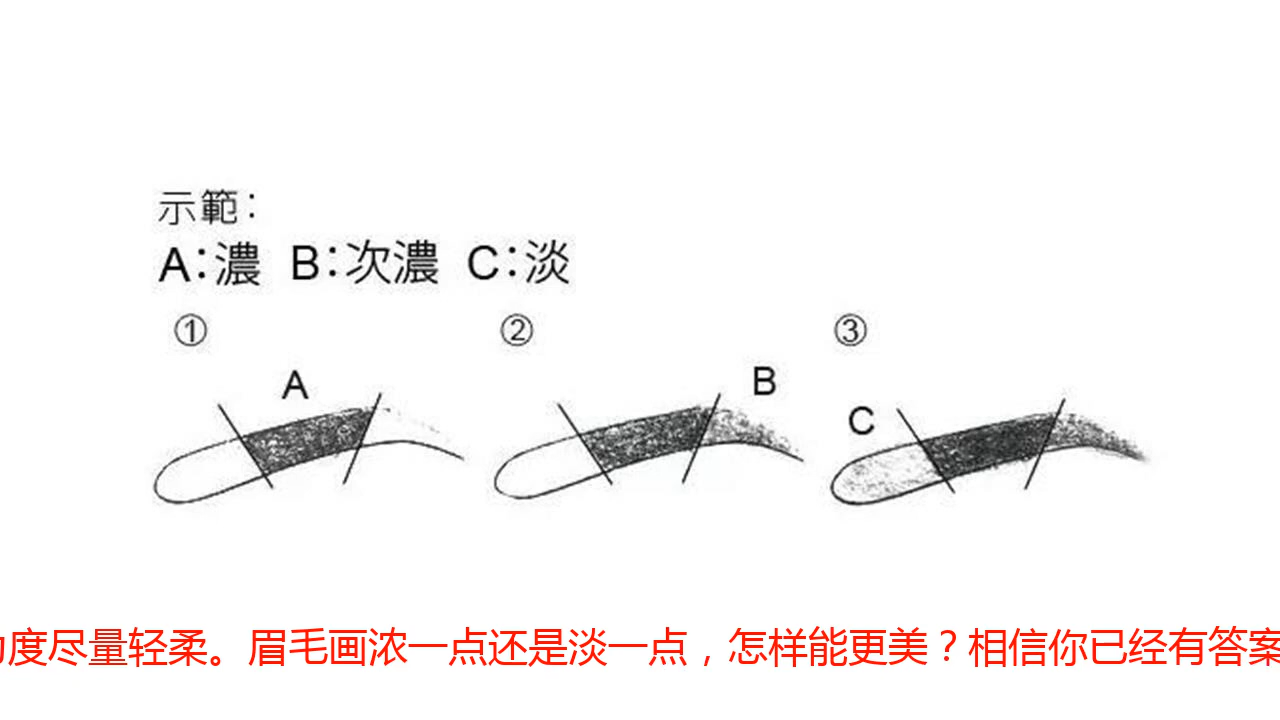 示範：
A：濃 B：次濃 C：淡
① ② ③
A
B
C
度尽量轻柔。眉毛画浓一点还是淡一点，怎样能更美？相信你已经有答案